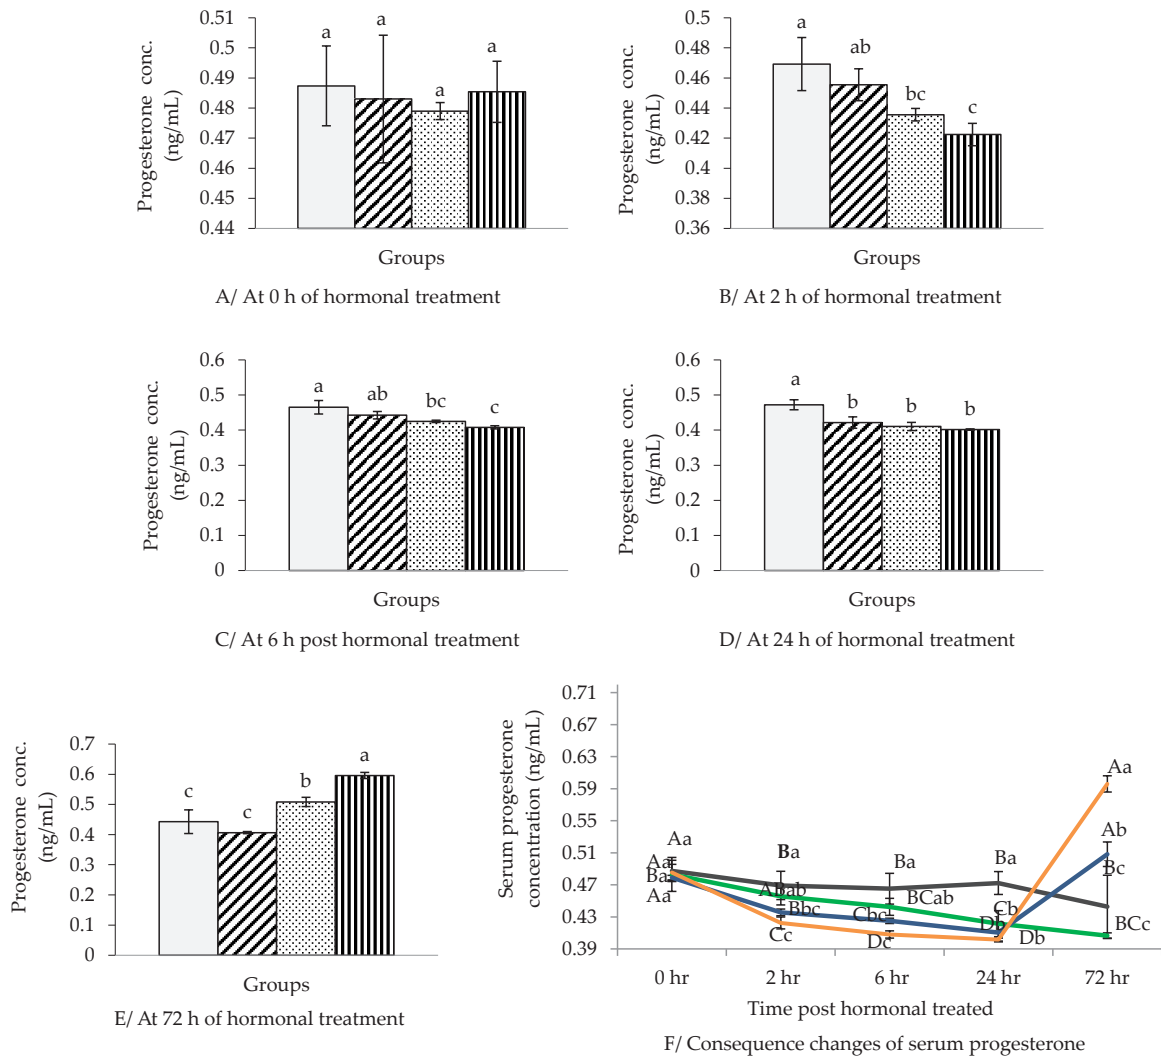 0.51
0.5
0.49
0.48
0.47
0.46
0.45
0.44
Progesterone conc.
(ng/mL)
a
a
a
a
Groups
A/ At 0 h of hormonal treatment
0.5
0.48
0.46
0.44
0.42
0.4
0.38
0.36
Progesterone conc.
(ng/mL)
a
ab
bc
c
Groups
B/ At 2 h of hormonal treatment
0.6
0.5
0.4
0.3
0.2
0.1
0
Progesterone conc.
(ng/mL)
a
ab
bc
c
Groups
C/ At 6 h post hormonal treatment
0.6
0.5
0.4
0.3
0.2
0.1
0
Progesterone conc.
(ng/mL)
a
b
b
b
Groups
D/ At 24 h of hormonal treatment
0.7
0.6
0.5
0.4
0.3
0.2
0.1
0
Progesterone conc.
(ng/mL)
c
c
b
a
Groups
E/ At 72 h of hormonal treatment
0.71
0.67
0.63
0.59
0.55
0.51
0.47
0.43
0.39
Serum progesterone
concentration (ng/mL)
Aa
Aa
Ba
Aa
Ba
ABab
Bbc
Cc
Ba
BCab
Cbc
Dc
Ba
Cb
Db
Db
Aa
Ab
Bc
BCc
0 hr
2 hr
6 hr
24 hr
72 hr
Time post hormonal treated
F/ Consequence changes of serum progesterone